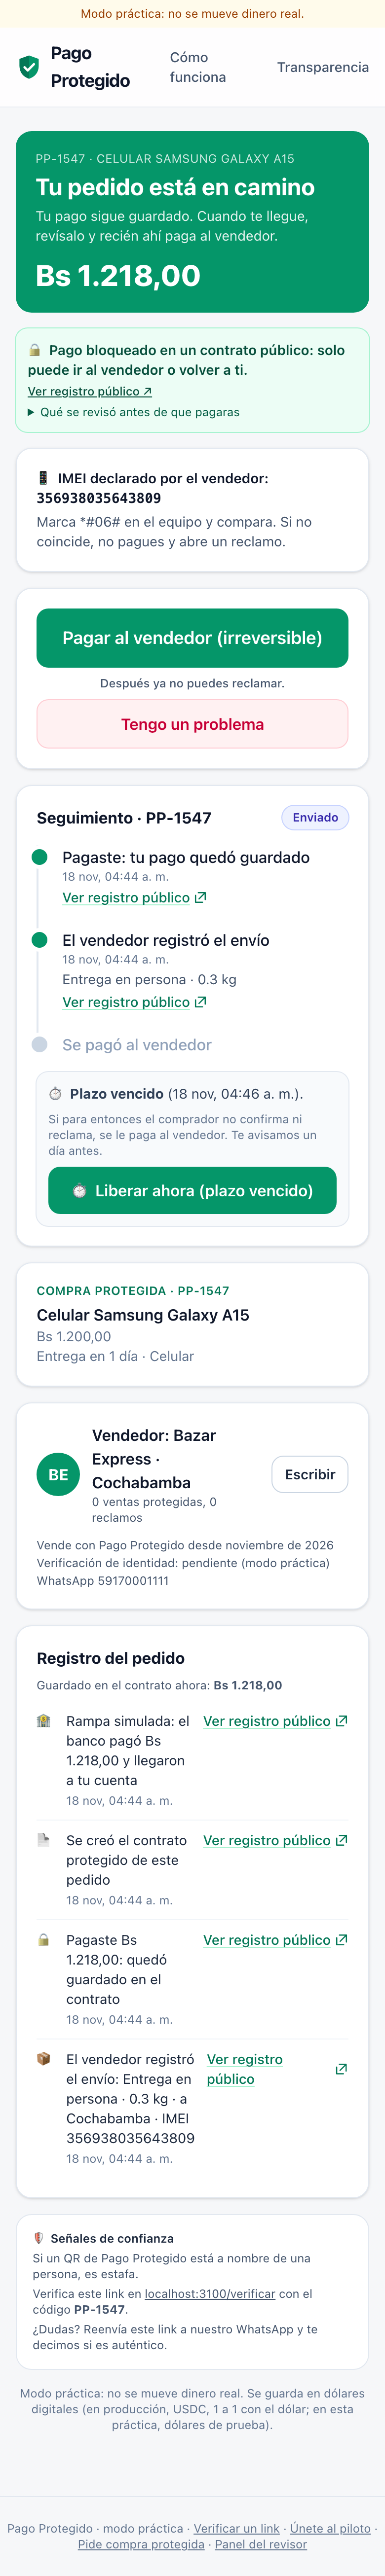 Modo práctica: no se mueve dinero real.
Pago
Protegido
Cómo
funciona
Transparencia
PP-1547 · CELULAR SAMSUNG GALAXY A15
Tu pedido está en camino
Tu pago sigue guardado. Cuando te llegue,
revísalo y recién ahí paga al vendedor.
Bs 1.218,00
🔒 Pago bloqueado en un contrato público: solo
puede ir al vendedor o volver a ti.
Ver registro público ↗
▶ Qué se revisó antes de que pagaras
📱 IMEI declarado por el vendedor:
356938035643809
Marca *#06# en el equipo y compara. Si no
coincide, no pagues y abre un reclamo.
Pagar al vendedor (irreversible)
Después ya no puedes reclamar.
Tengo un problema
Seguimiento · PP-1547
Enviado
Pagaste: tu pago quedó guardado
18 nov, 04:44 a. m.
Ver registro público
El vendedor registró el envío
18 nov, 04:44 a. m.
Entrega en persona · 0.3 kg
Ver registro público
Se pagó al vendedor
⏱ Plazo vencido (18 nov, 04:46 a. m.).
Si para entonces el comprador no confirma ni
reclama, se le paga al vendedor. Te avisamos un
día antes.
⏱ Liberar ahora (plazo vencido)
COMPRA PROTEGIDA · PP-1547
Celular Samsung Galaxy A15
Bs 1.200,00
Entrega en 1 día · Celular
BE
Vendedor: Bazar
Express ·
Cochabamba
0 ventas protegidas, 0
reclamos
Escribir
Vende con Pago Protegido desde noviembre de 2026
Verificación de identidad: pendiente (modo práctica)
WhatsApp 59170001111
Registro del pedido
Guardado en el contrato ahora: Bs 1.218,00
Rampa simulada: el
banco pagó Bs
1.218,00 y llegaron
a tu cuenta
18 nov, 04:44 a. m.
Ver registro público
Se creó el contrato
protegido de este
pedido
18 nov, 04:44 a. m.
Ver registro público
Pagaste Bs
1.218,00: quedó
guardado en el
contrato
18 nov, 04:44 a. m.
Ver registro público
El vendedor registró
el envío: Entrega en
persona · 0.3 kg · a
Cochabamba · IMEI
356938035643809
18 nov, 04:44 a. m.
Ver registro
público
Señales de confianza
Si un QR de Pago Protegido está a nombre de una
persona, es estafa.
Verifica este link en localhost:3100/verificar con el
código PP-1547.
¿Dudas? Reenvía este link a nuestro WhatsApp y te
decimos si es auténtico.
Modo práctica: no se mueve dinero real. Se guarda en dólares
digitales (en producción, USDC, 1 a 1 con el dólar; en esta
práctica, dólares de prueba).
Pago Protegido · modo práctica · Verificar un link · Únete al piloto ·
Pide compra protegida · Panel del revisor